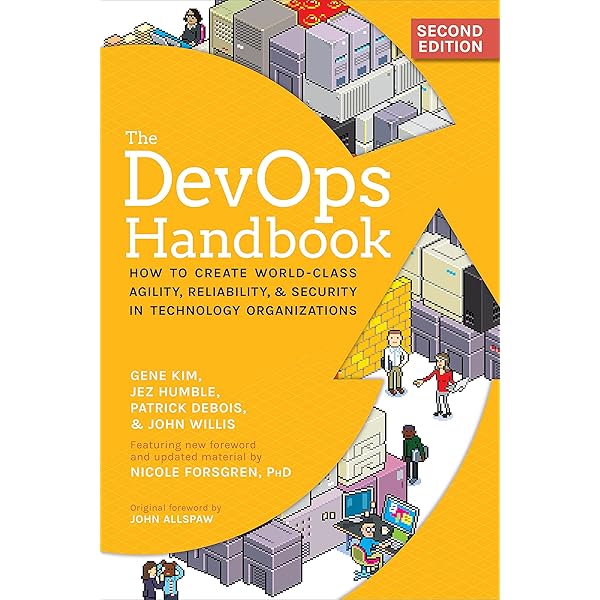 SECOND
EDITION
The
DevOps
Handbook
HOW TO CREATE WORLD-CLASS
AGILITY, RELIABILITY, & SECURITY
IN TECHNOLOGY ORGANIZATIONS
GENE KIM,
JEZ HUMBLE,
PATRICK DEBOIS,
& JOHN WILLIS
Featuring new foreword
and updated material by
NICOLE FORSGREN, PhD
Original foreword by
JOHN ALLSPAW